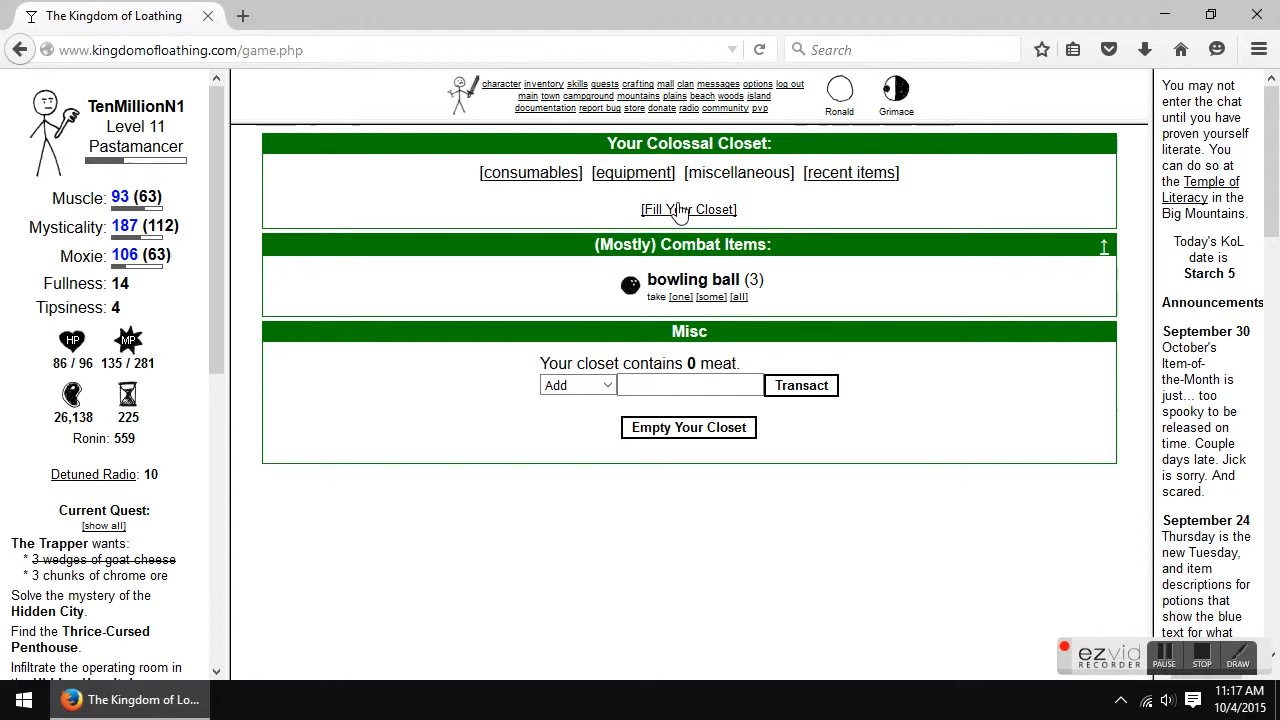 The Kingdom of Loathing
www.kingdomofloathing.com/game.php
Search
TenMillionN1
Level 11
Pastamancer
Muscle: 93 (63)
Mysticality: 187 (112)
Moxie: 106 (63)
Fullness: 14
Tipsiness: 4
HP MP
86 / 96 135 / 281
26,138 225
Ronin: 559
Detuned Radio: 10
Current Quest:
[show all]
The Trapper wants:
* 3 wedges of goat cheese
* 3 chunks of chrome ore
Solve the mystery of the
Hidden City.
Find the Thrice-Cursed
Penthouse.
Infiltrate the operating room in
character inventory skills quests crafting mall clan messages options log out
main town campground mountains plains beach woods island
documentation report bug store donate radio community pvp
Ronald Grimace
Your Colossal Closet:
[consumables] [equipment] [miscellaneous] [recent items]
[Fill Your Closet]
(Mostly) Combat Items: ↑
bowling ball (3)
take [one] [some] [all]
Misc
Your closet contains 0 meat.
Add Transact
Empty Your Closet
You may not
enter the chat
until you have
proven yourself
literate. You
can do so at
the Temple of
Literacy in the
Big Mountains.
Today's KoL
date is
Starch 5
Announcements
September 30
October's
Item-of-
the-Month is
just... too
spooky to be
released on
time. Couple
days late. Jick
is sorry. And
scared.
September 24
Thursday is the
new Tuesday,
and item
descriptions for
potions that
show the blue
text for what
ezvid
RECORDER
PAUSE STOP DRAW
The Kingdom of Lo...
11:17 AM
10/4/2015